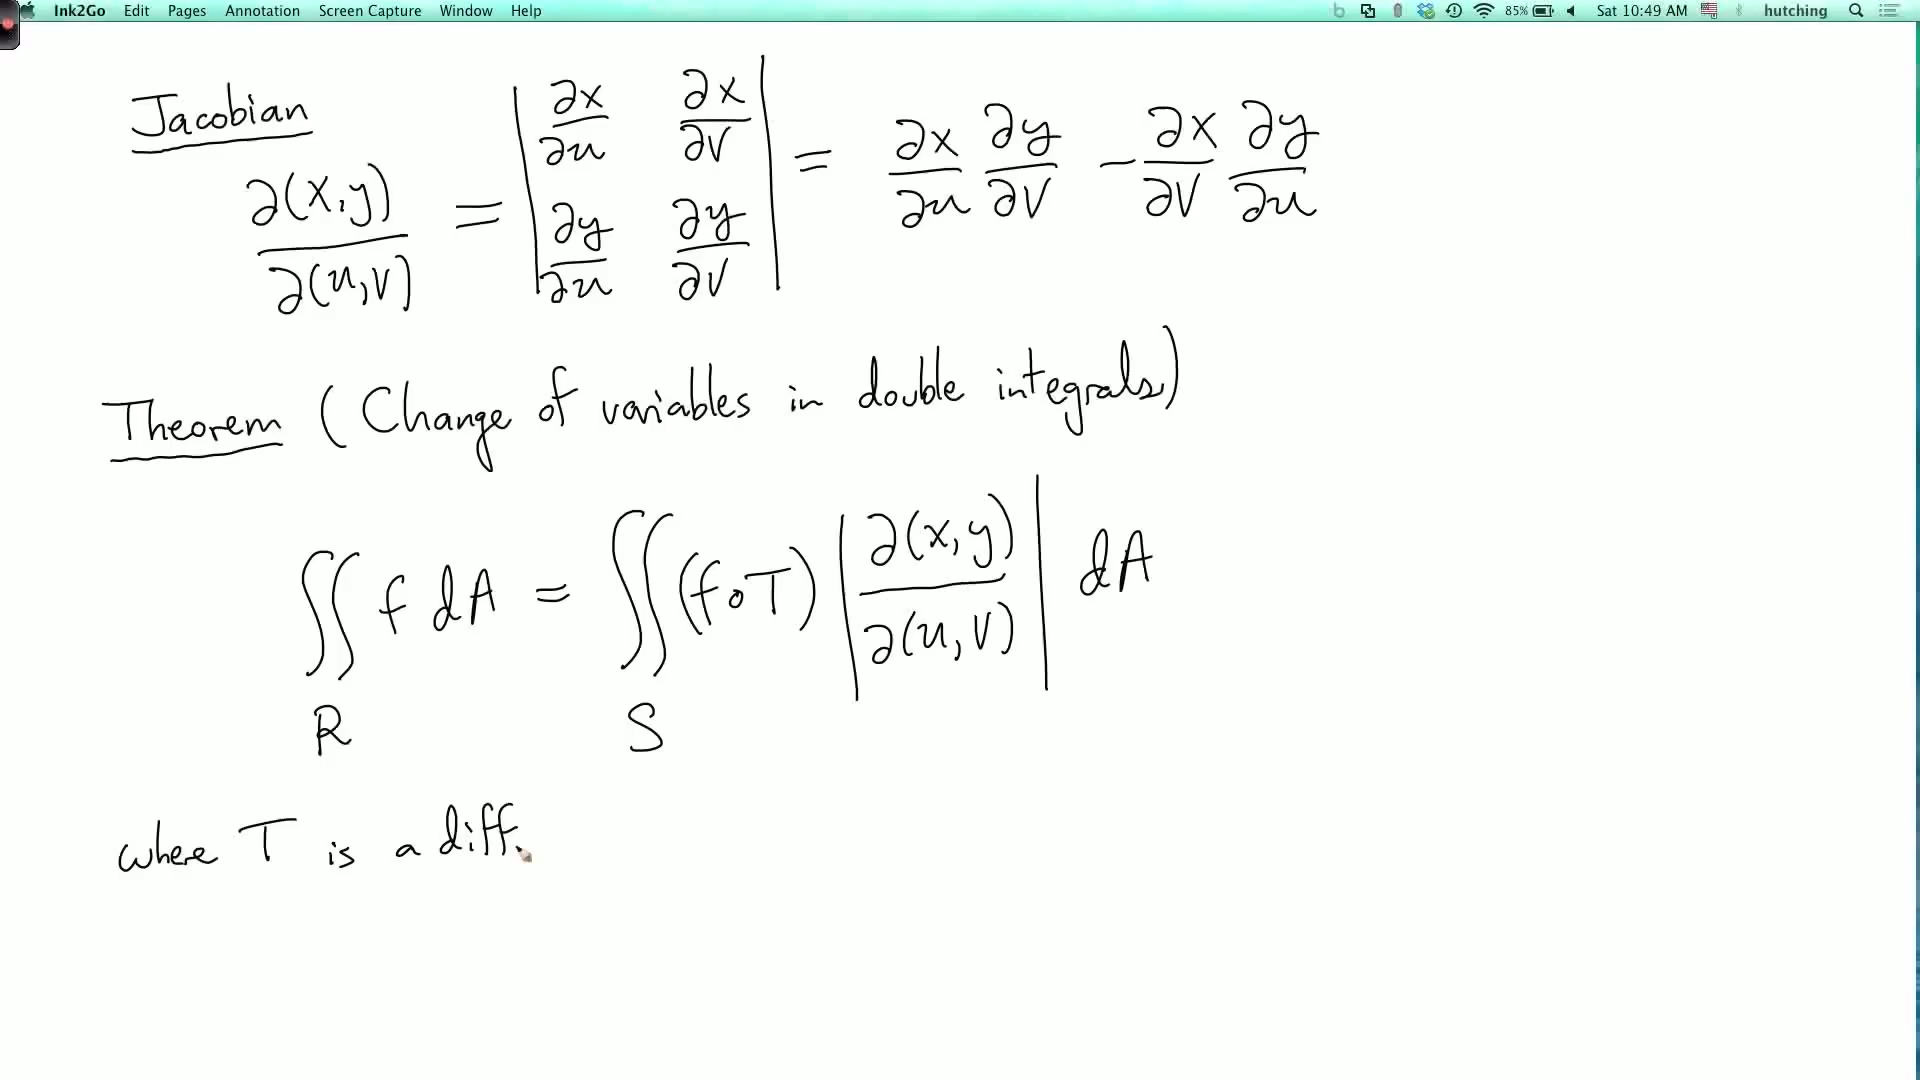 Ink2Go Edit Pages Annotation Screen Capture Window Help 85% Sat 10:49 AM hutching
Jacobian
∂(x,y)/∂(u,v) = | ∂x/∂u ∂x/∂v ; ∂y/∂u ∂y/∂v | = ∂x/∂u ∂y/∂v - ∂x/∂v ∂y/∂u
Theorem (Change of variables in double integrals)
∬_R f dA = ∬_S (f∘T) |∂(x,y)/∂(u,v)| dA
where T is a diff.